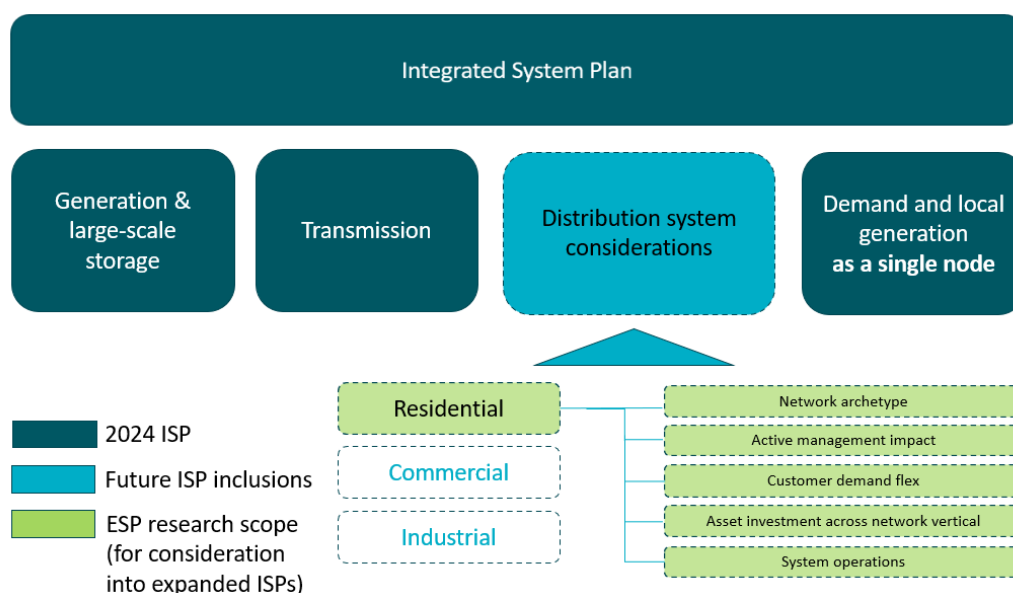 Integrated System Plan
Generation &
large-scale
storage
Transmission
Distribution system
considerations
Demand and local
generation
as a single node
Residential
Commercial
Industrial
Network archetype
Active management impact
Customer demand flex
Asset investment across network vertical
System operations
2024 ISP
Future ISP inclusions
ESP research scope
(for consideration
into expanded ISPs)